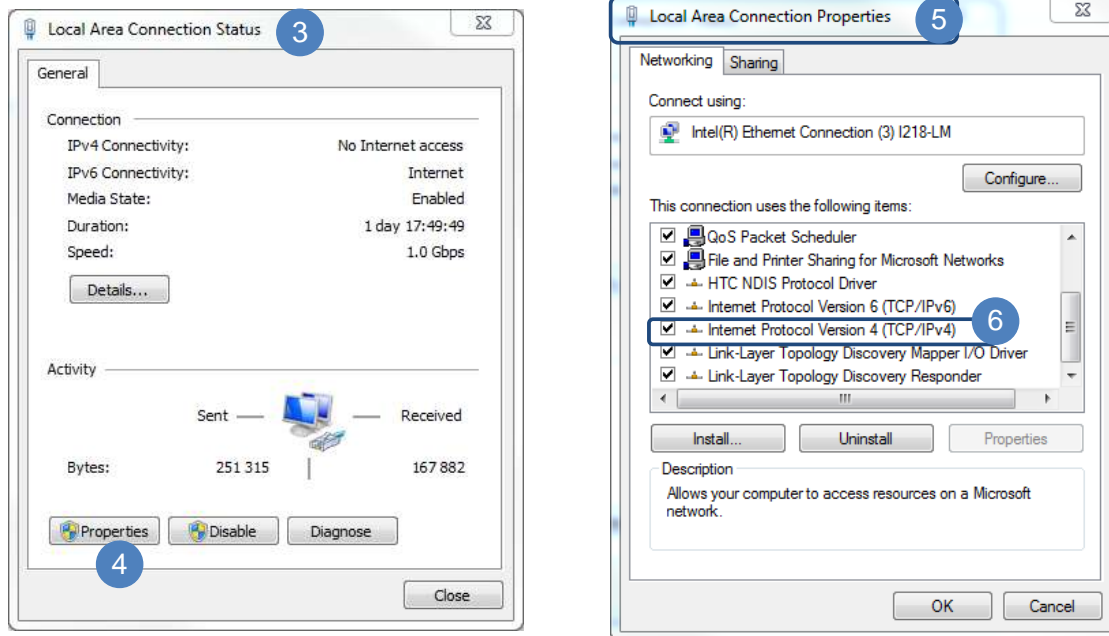 Local Area Connection Status 3
General
Connection
IPv4 Connectivity: No Internet access
IPv6 Connectivity: Internet
Media State: Enabled
Duration: 1 day 17:49:49
Speed: 1.0 Gbps
Details...
Activity
Sent Received
Bytes: 251 315 167 882
Properties Disable Diagnose
4
Close
Local Area Connection Properties 5
Networking Sharing
Connect using:
Intel(R) Ethernet Connection (3) I218-LM
Configure...
This connection uses the following items:
QoS Packet Scheduler
File and Printer Sharing for Microsoft Networks
HTC NDIS Protocol Driver
Internet Protocol Version 6 (TCP/IPv6)
Internet Protocol Version 4 (TCP/IPv4) 6
Link-Layer Topology Discovery Mapper I/O Driver
Link-Layer Topology Discovery Responder
Install... Uninstall Properties
Description
Allows your computer to access resources on a Microsoft
network.
OK Cancel